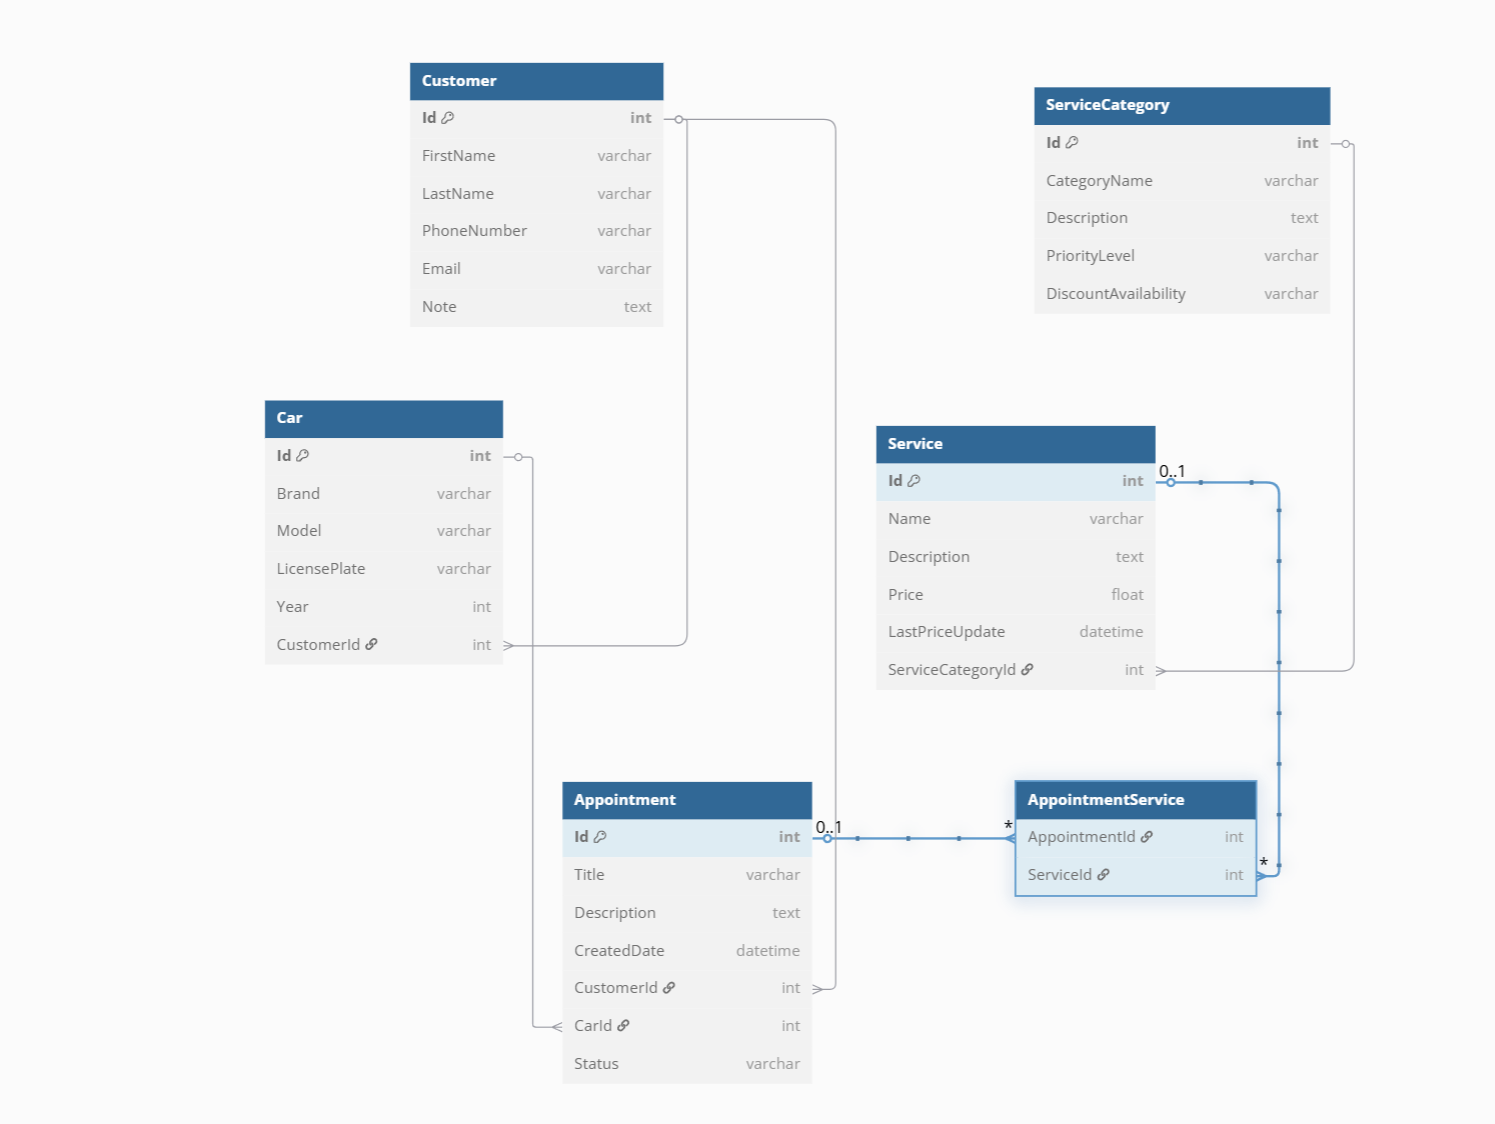 Customer
Id int
FirstName varchar
LastName varchar
PhoneNumber varchar
Email varchar
Note text
ServiceCategory
Id int
CategoryName varchar
Description text
PriorityLevel varchar
DiscountAvailability varchar
Car
Id int
Brand varchar
Model varchar
LicensePlate varchar
Year int
CustomerId int
Service
Id int
0..1
Name varchar
Description text
Price float
LastPriceUpdate datetime
ServiceCategoryId int
Appointment
Id int
0..1
Title varchar
Description text
CreatedDate datetime
CustomerId int
CarId int
Status varchar
AppointmentService
*
AppointmentId int
ServiceId int
*